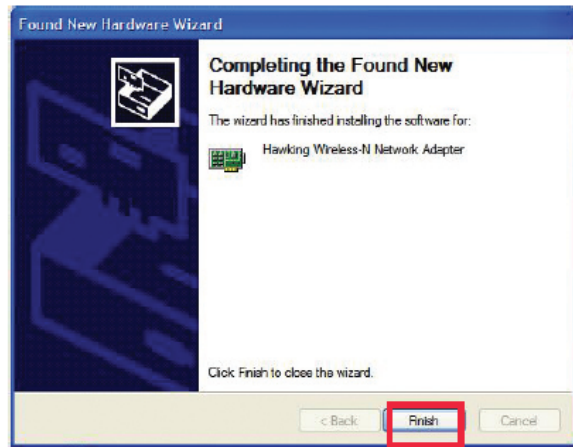 Found New Hardware Wizard
Completing the Found New
Hardware Wizard
The wizard has finished installing the software for:
Hawking Wireless-N Network Adapter
Click Finish to close the wizard.
< Back
Finish
Cancel